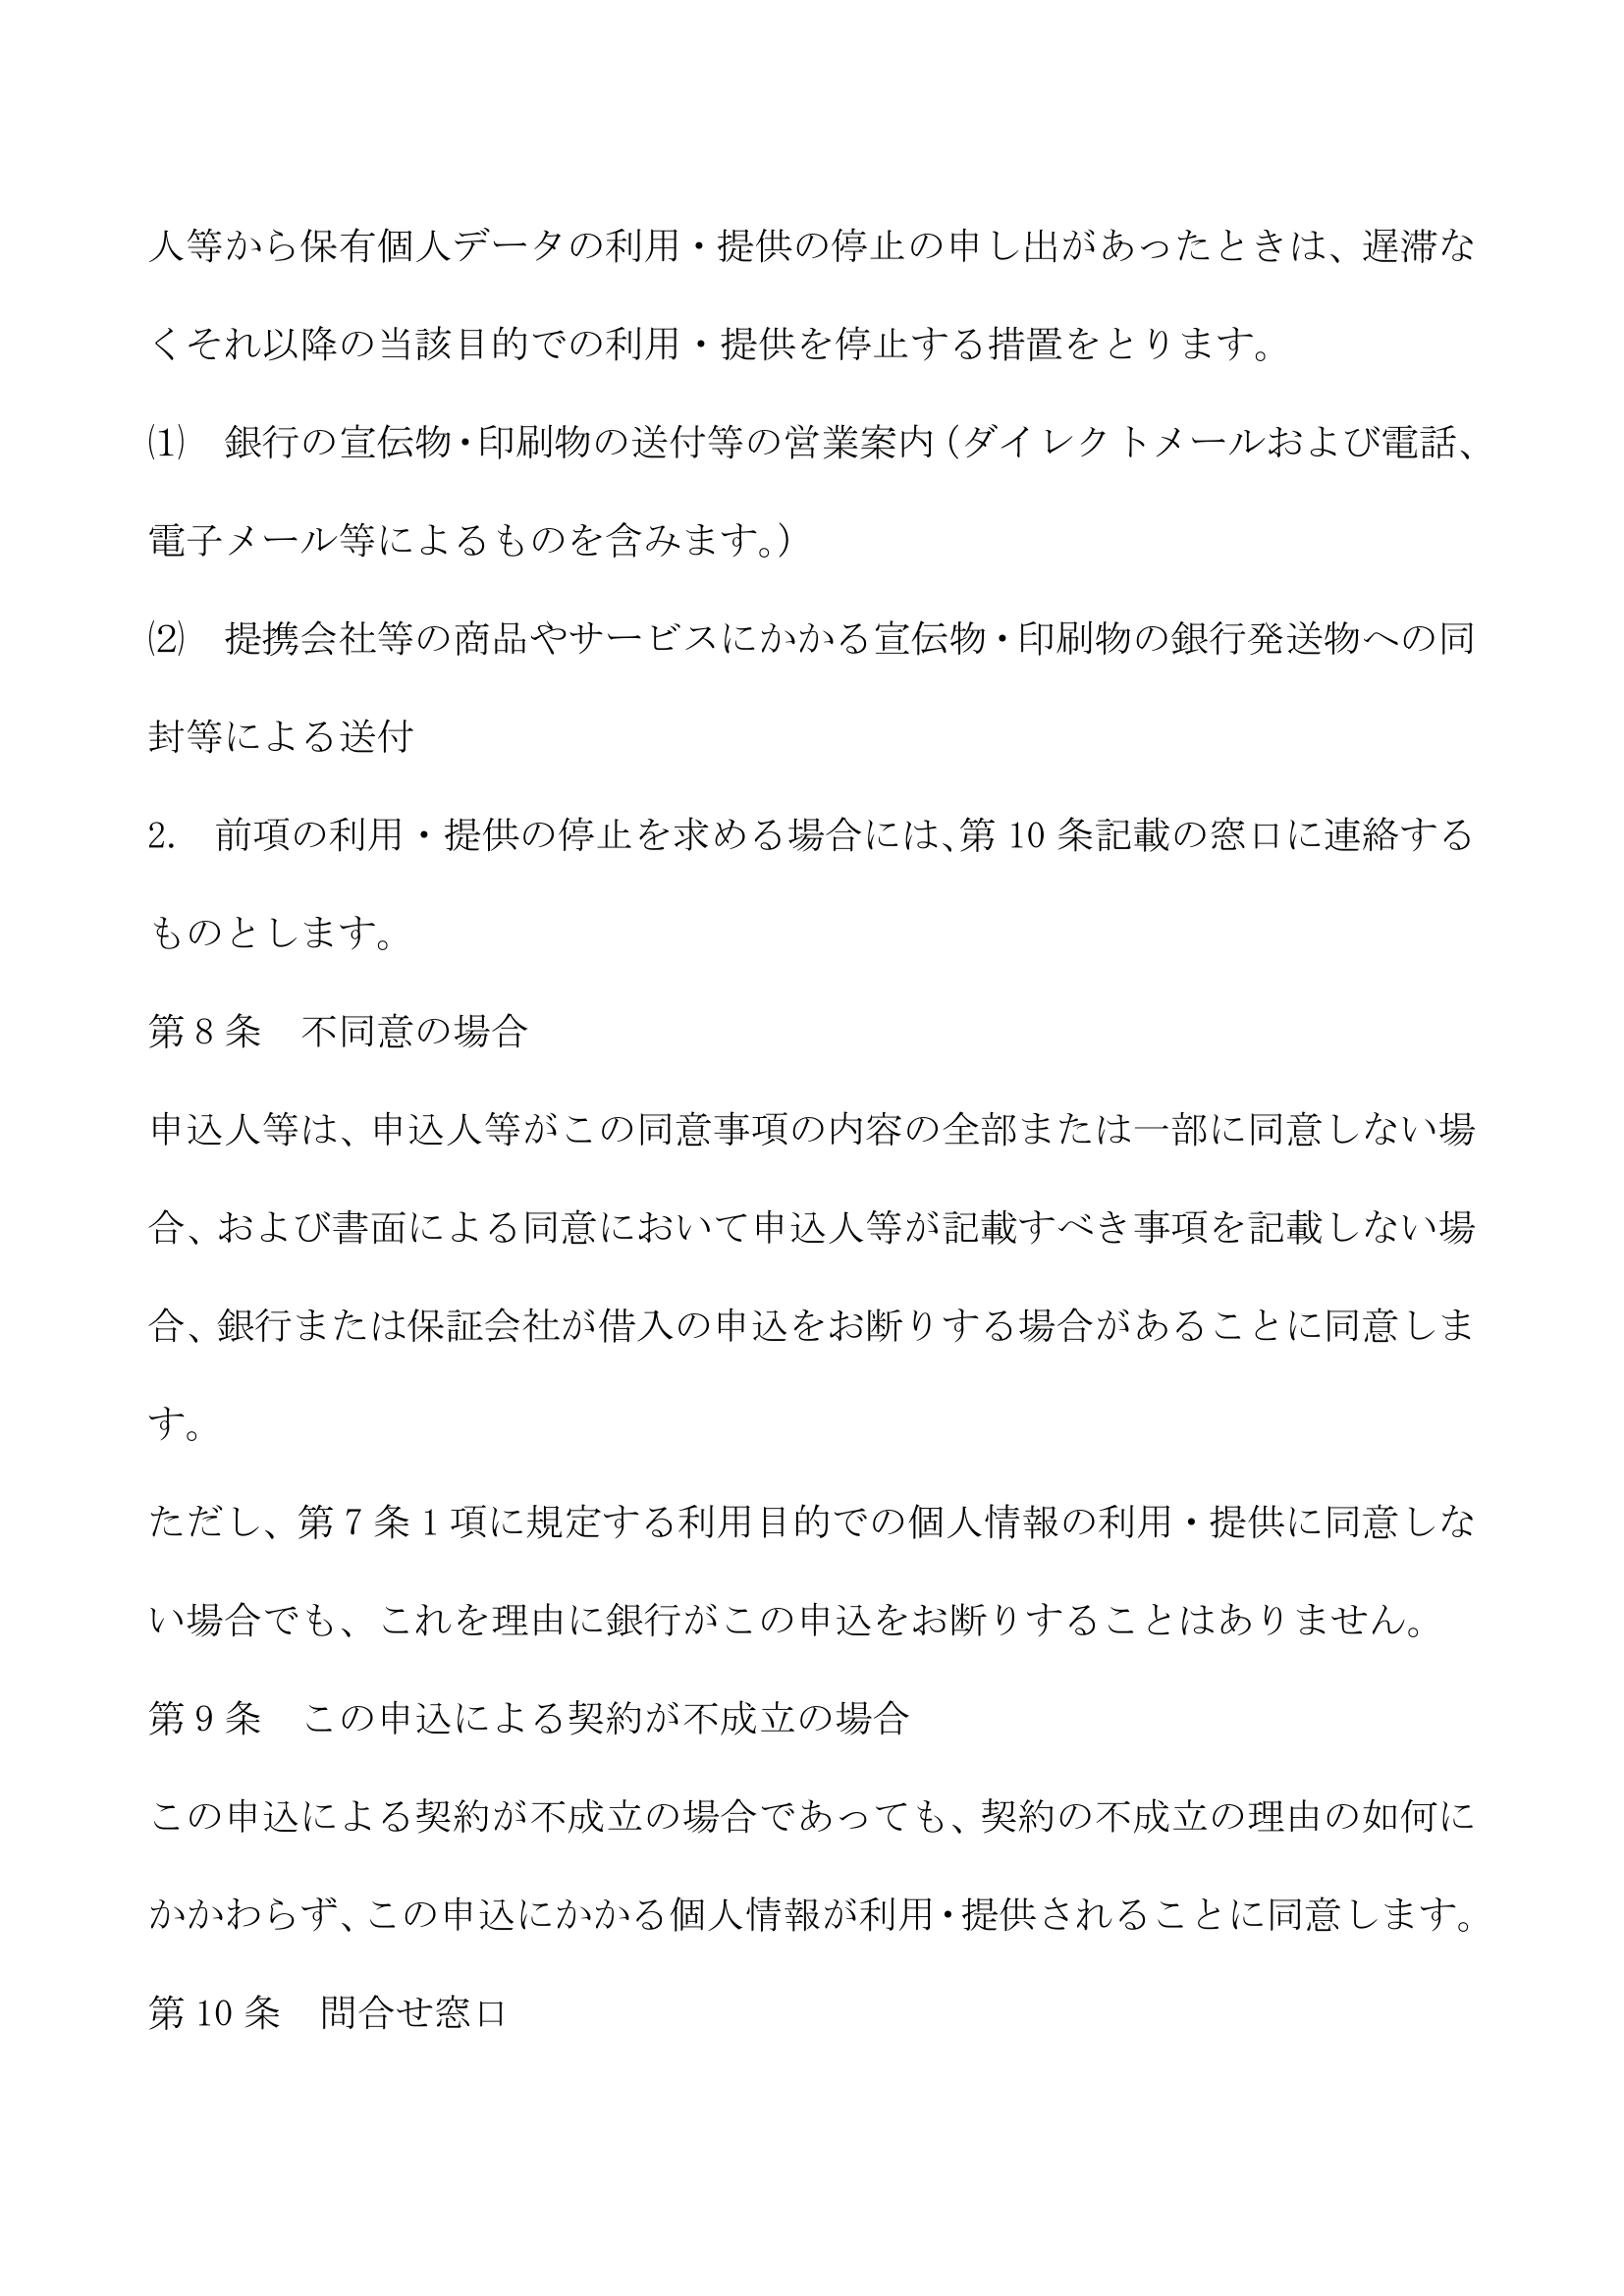 人等から保有個人データの利用・提供の停止の申し出があったときは、遅滞な
くそれ以降の当該目的での利用・提供を停止する措置をとります。
⑴　銀行の宣伝物・印刷物の送付等の営業案内（ダイレクトメールおよび電話、
電子メール等によるものを含みます。）
⑵　提携会社等の商品やサービスにかかる宣伝物・印刷物の銀行発送物への同
封等による送付
2.　前項の利用・提供の停止を求める場合には、第 10 条記載の窓口に連絡する
ものとします。
第 8 条　不同意の場合
申込人等は、申込人等がこの同意事項の内容の全部または一部に同意しない場
合、および書面による同意において申込人等が記載すべき事項を記載しない場
合、銀行または保証会社が借入の申込をお断りする場合があることに同意しま
す。
ただし、第 7 条 1 項に規定する利用目的での個人情報の利用・提供に同意しな
い場合でも、これを理由に銀行がこの申込をお断りすることはありません。
第 9 条　この申込による契約が不成立の場合
この申込による契約が不成立の場合であっても、契約の不成立の理由の如何に
かかわらず、この申込にかかる個人情報が利用・提供されることに同意します。
第 10 条　問合せ窓口